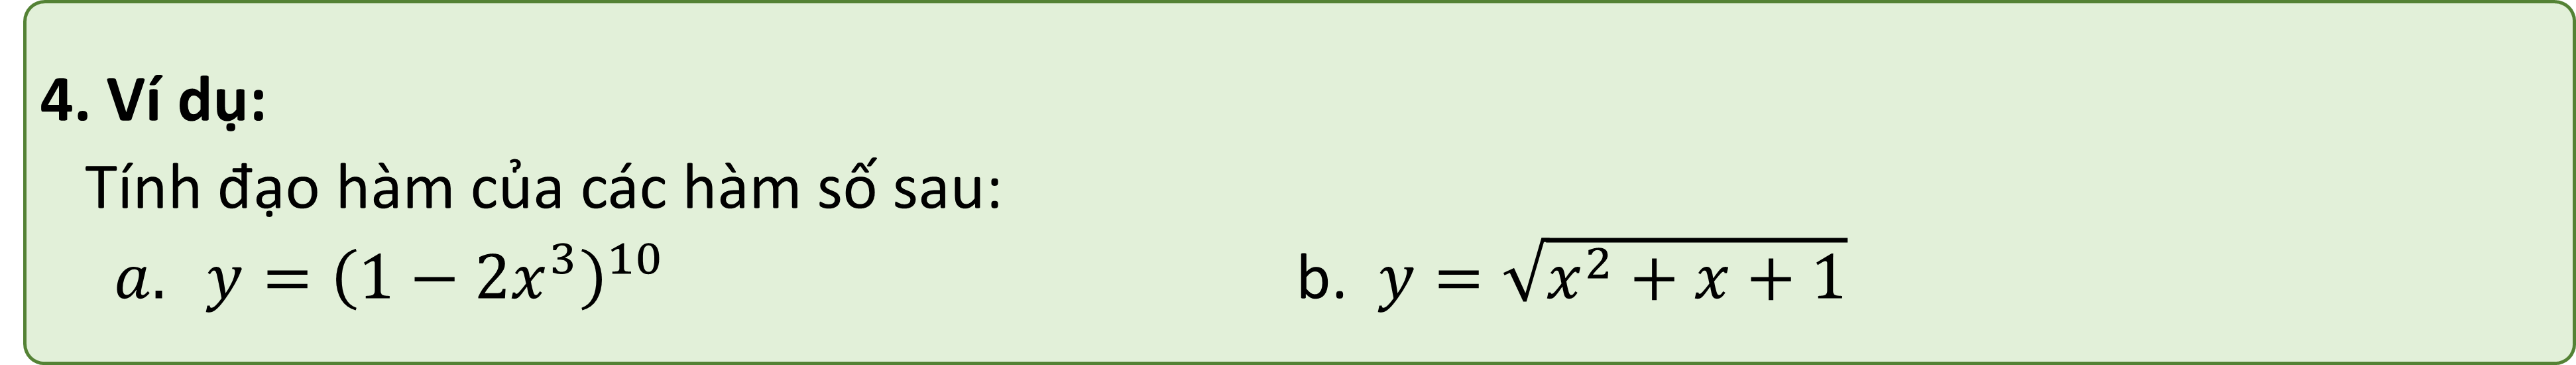 4. Ví dụ:
Tính đạo hàm của các hàm số sau:
a. y = (1 − 2x³)¹⁰ b. y = √(x² + x + 1)